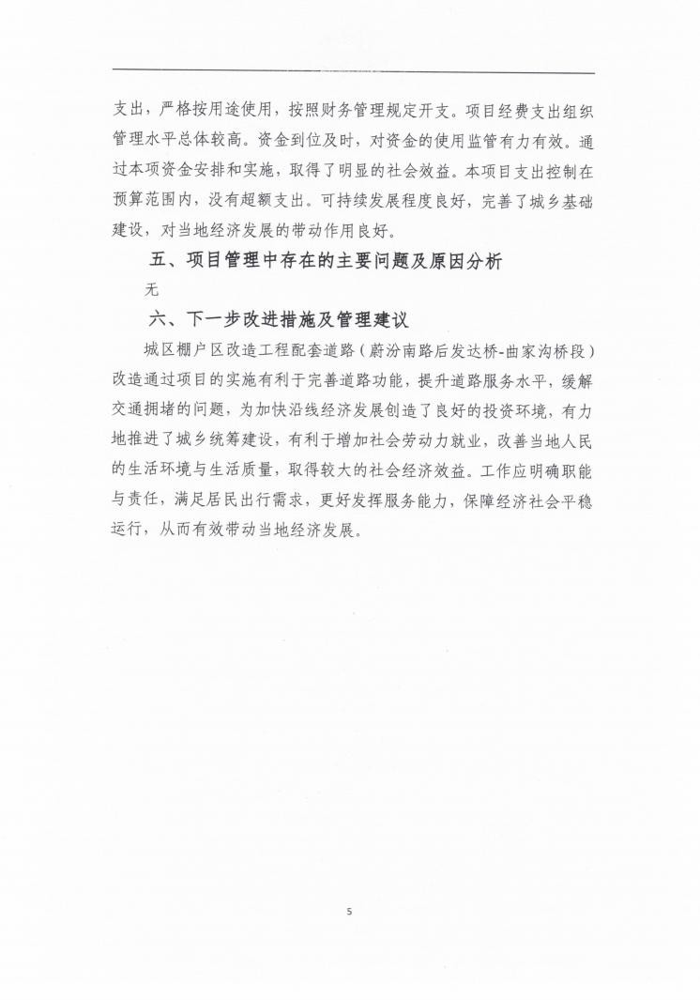 支出，严格按用途使用，按照财务管理规定开支。项目经费支出组织
管理水平总体较高。资金到位及时，对资金的使用监管有力有效。通
过本项资金安排和实施，取得了明显的社会效益。本项目支出控制在
预算范围内，没有超额支出。可持续发展程度良好，完善了城乡基础
建设，对当地经济发展的带动作用良好。
五、项目管理中存在的主要问题及原因分析
无
六、下一步改进措施及管理建议
城区棚户区改造工程配套道路（蔚汾南路后发达桥-曲家沟桥段）
改造通过项目的实施有利于完善道路功能，提升道路服务水平，缓解
交通拥堵的问题，为加快沿线经济发展创造了良好的投资环境，有力
地推进了城乡统筹建设，有利于增加社会劳动力就业，改善当地人民
的生活环境与生活质量，取得较大的社会经济效益。工作应明确职能
与责任，满足居民出行需求，更好发挥服务能力，保障经济社会平稳
运行，从而有效带动当地经济发展。
5